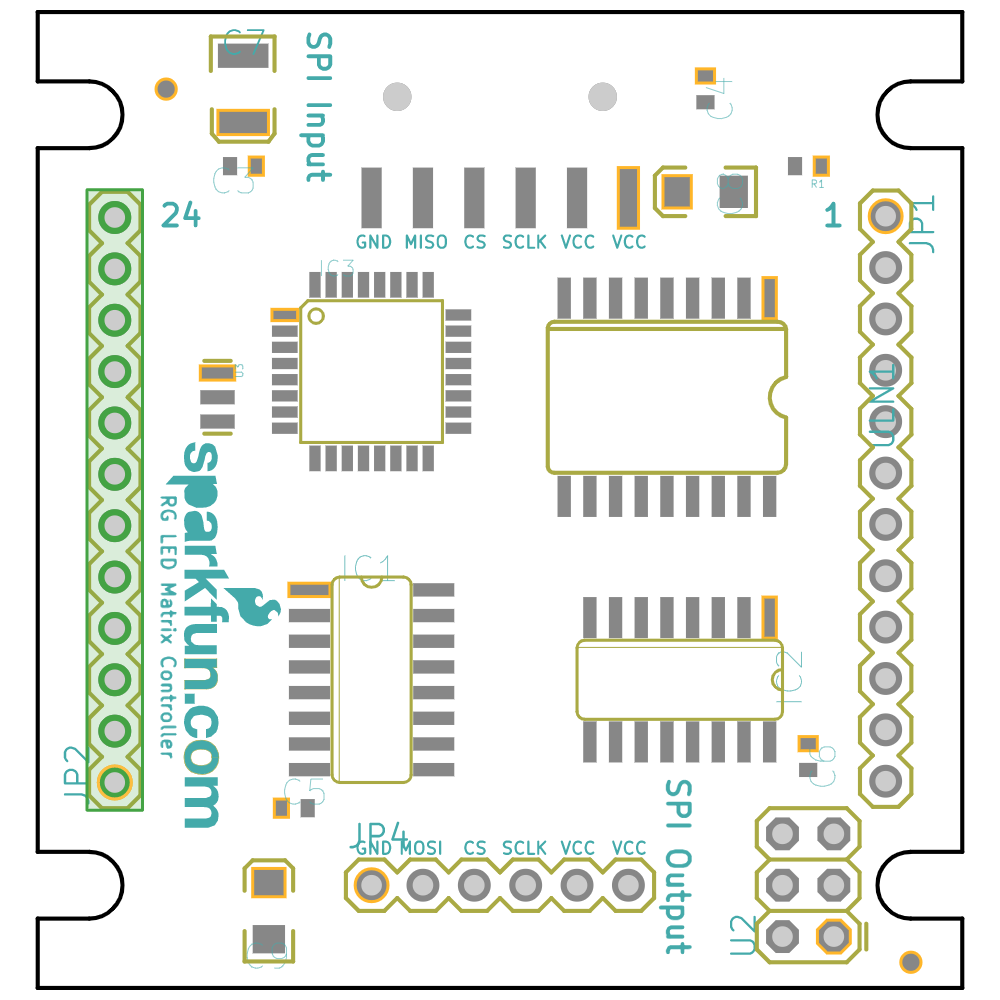 C7
SPI Input
C4
C3
R1
24
1
JP1
GND MISO CS SCLK VCC VCC
IC3
U3
ULN1
sparkfun.com
RG LED Matrix Controller
IC1
IC2
JP2
C5
C6
SPI Output
JP4
GND MOSI CS SCLK VCC VCC
U2
C9